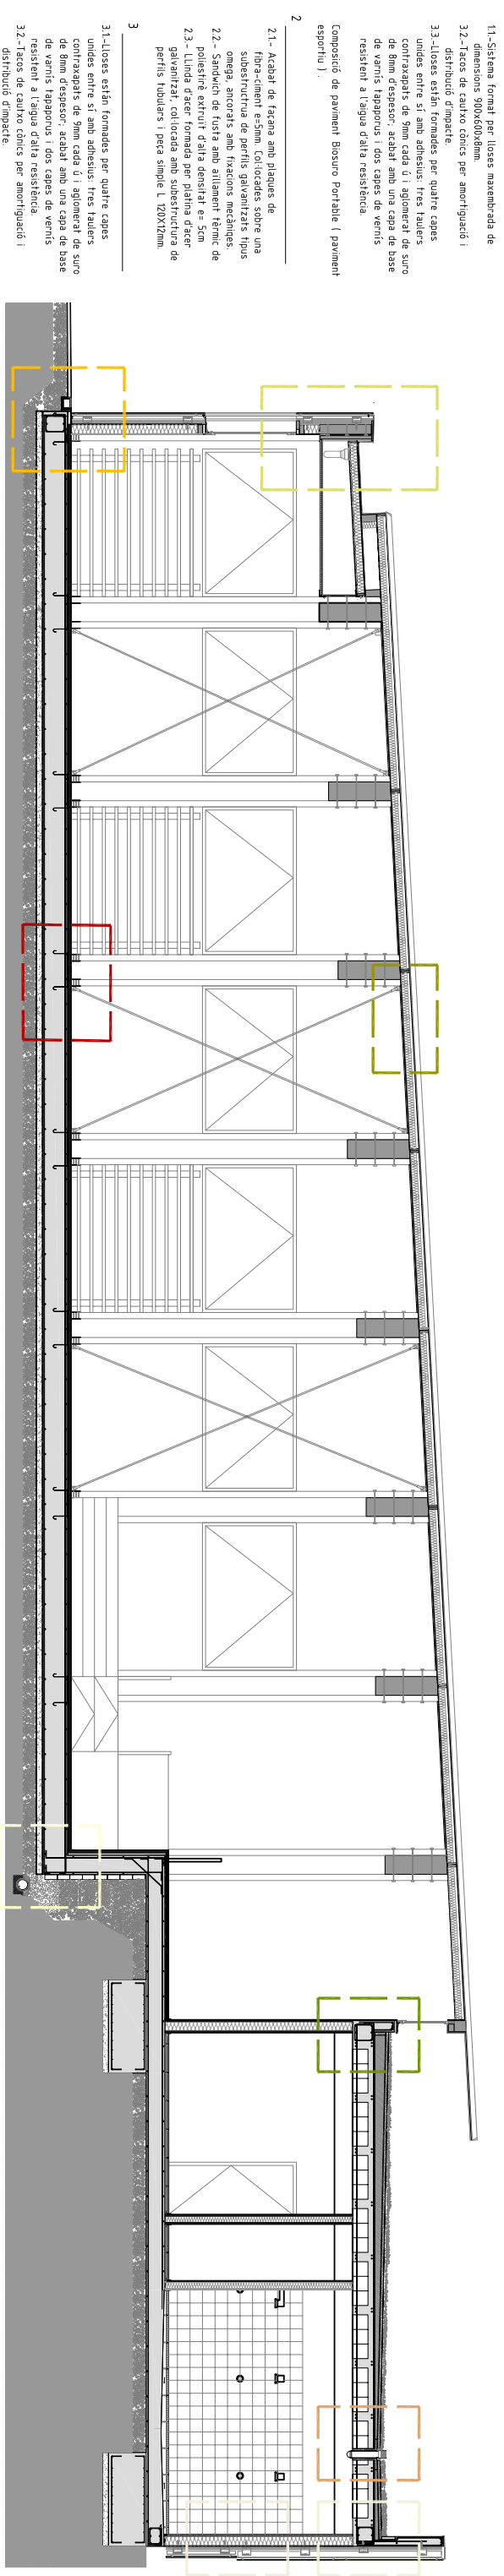 1.1.-Sistema format per lloses maxembrada de
dimensions 900x600x8mm.
3.2.-Tacos de cautxo cònics per amortiguació i
distribució d'impacte.
3.3.-Lloses están formades per quatre capes
unides entre sí amb adhesius: tres taulers
contraxapats de 9mm cada ú i aglomerat de suro
de 8mm d'espesor; acabat amb una capa de base
de varnís tapaporus i dos capes de vernís
resistent a l'aigua d'alta resistència.
Composició de paviment Bosuro Portable ( paviment
esportiu ) .
2
2.1.- Acabat de façana amb plaques de
fibra-ciment e=5mm. Col·locades sobre una
subestructrua de perfils galvanitzats tipus
omega, ancorats amb fixacions mecàniqes.
2.2.- Sandwich de fusta amb aïllament tèrmic de
poliestirè extruït d'alta densitat e= 5cm
2.3.- LLinda d'acer formada per platina d'acer
galvanitzat, col·locada amb subestructura de
perfils tubulars i peça simple L 120X12mm.
3
3.1.-Lloses están formades per quatre capes
unides entre sí amb adhesius: tres taulers
contraxapats de 9mm cada ú i aglomerat de suro
de 8mm d'espesor; acabat amb una capa de base
de varnís tapaporus i dos capes de vernís
resistent a l'aigua d'alta resistència.
3.2.-Tacos de cautxo cònics per amortiguació i
distribució d'impacte.